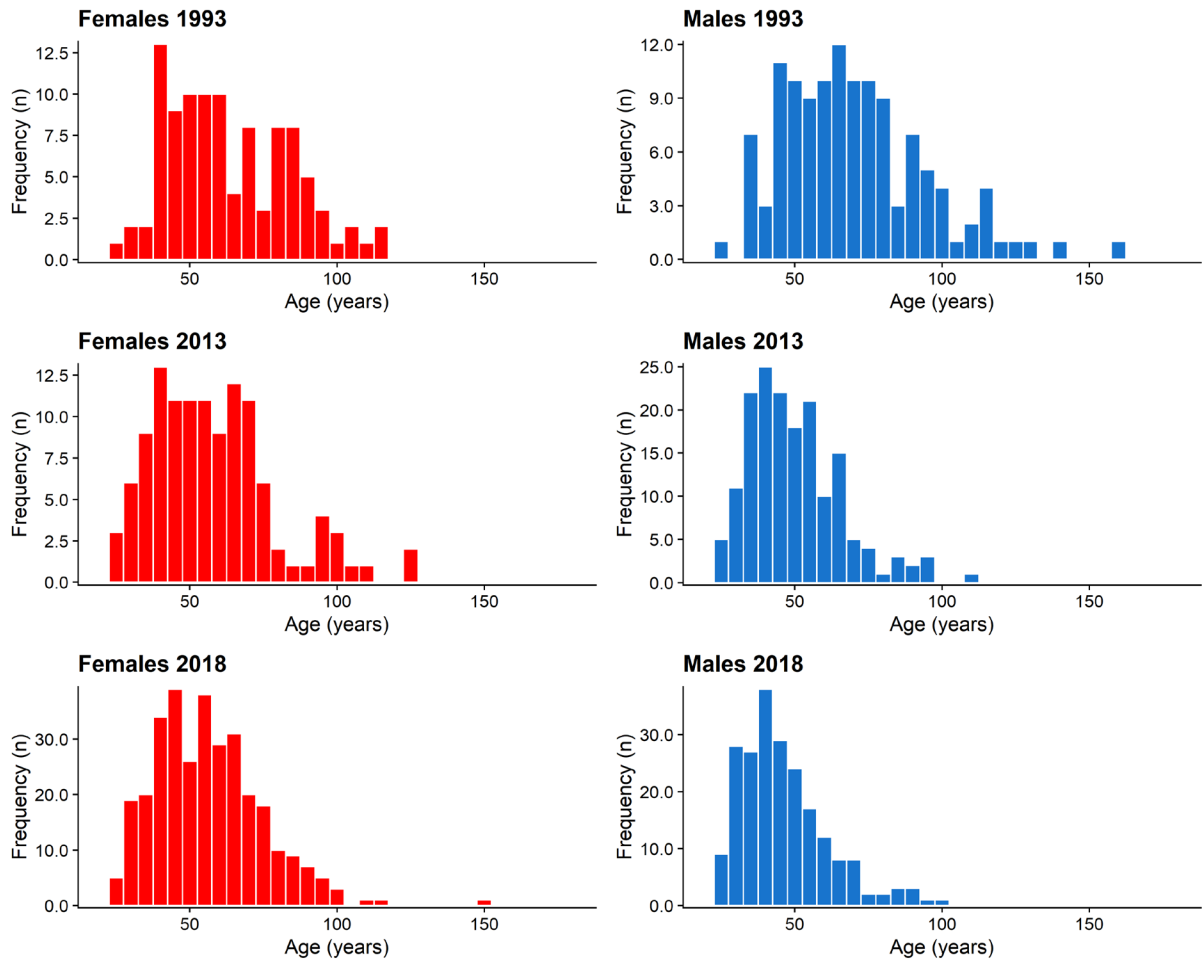 Females 1993
Frequency (n)
12.5
10.0
7.5
5.0
2.5
0.0
50
100
150
Age (years)
Males 1993
Frequency (n)
12.0
9.0
6.0
3.0
0.0
50
100
150
Age (years)
Females 2013
Frequency (n)
12.5
10.0
7.5
5.0
2.5
0.0
50
100
150
Age (years)
Males 2013
Frequency (n)
25.0
20.0
15.0
10.0
5.0
0.0
50
100
150
Age (years)
Females 2018
Frequency (n)
30.0
20.0
10.0
0.0
50
100
150
Age (years)
Males 2018
Frequency (n)
30.0
20.0
10.0
0.0
50
100
150
Age (years)